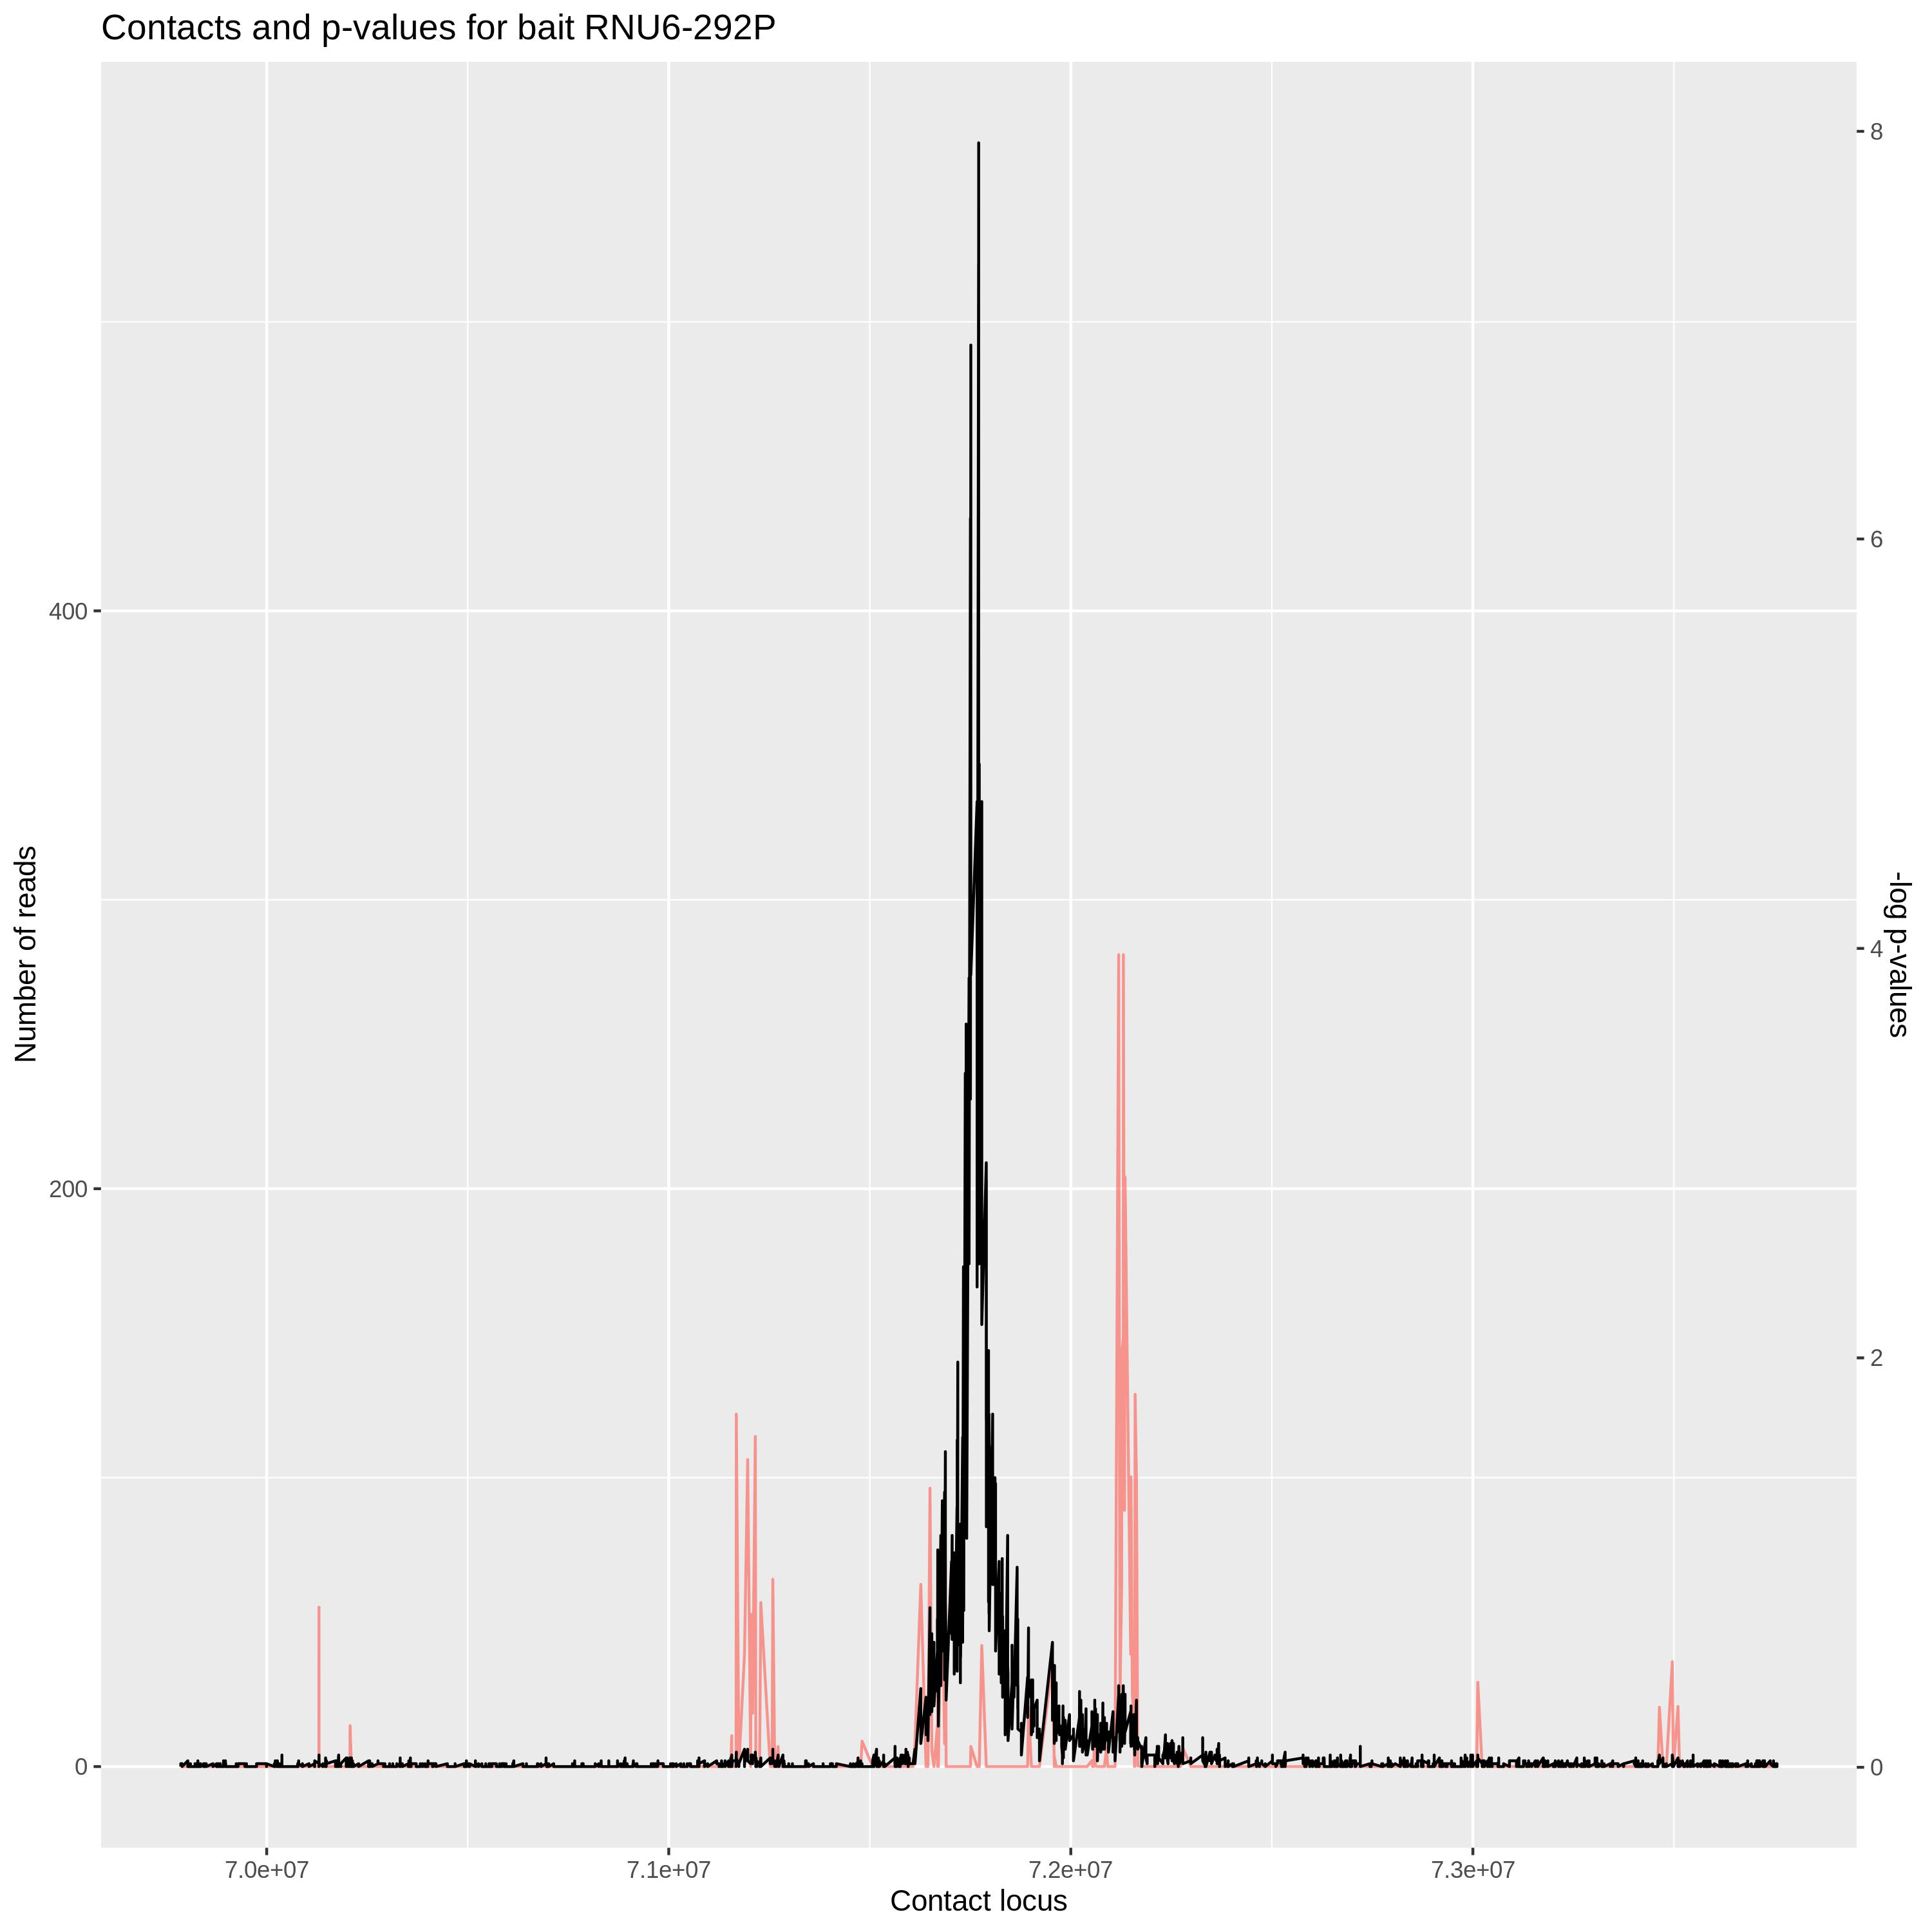 Contacts and p-values for bait RNU6-292P
Number of reads
400
200
0
8
6
4
2
0
-log p-values
7.0e+07
7.1e+07
7.2e+07
7.3e+07
Contact locus